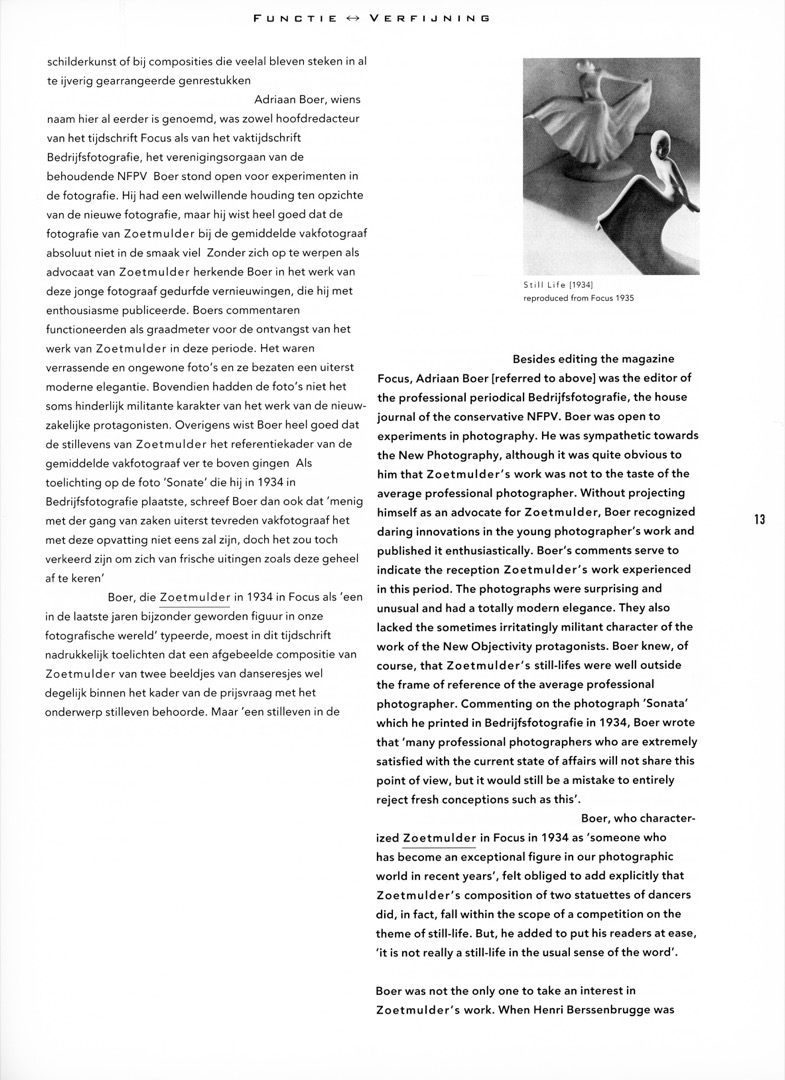 FUNCTIE ↔ VERFIJNING
schilderkunst of bij composities die veelal bleven steken in al
te ijverig gearrangeerde genrestukken
Adriaan Boer, wiens
naam hier al eerder is genoemd, was zowel hoofdredacteur
van het tijdschrift Focus als van het vaktijdschrift
Bedrijfsfotografie, het verenigingsorgaan van de
behoudende NFPV Boer stond open voor experimenten in
de fotografie. Hij had een welwillende houding ten opzichte
van de nieuwe fotografie, maar hij wist heel goed dat de
fotografie van Zoetmulder bij de gemiddelde vakfotograaf
absoluut niet in de smaak viel Zonder zich op te werpen als
advocaat van Zoetmulder herkende Boer in het werk van
deze jonge fotograaf gedurfde vernieuwingen, die hij met
enthousiasme publiceerde. Boers commentaren
functioneerden als graadmeter voor de ontvangst van het
werk van Zoetmulder in deze periode. Het waren
verrassende en ongewone foto's en ze bezaten een uiterst
moderne elegantie. Bovendien hadden de foto's niet het
soms hinderlijk militante karakter van het werk van de nieuw-
zakelijke protagonisten. Overigens wist Boer heel goed dat
de stillevens van Zoetmulder het referentiekader van de
gemiddelde vakfotograaf ver te boven gingen Als
toelichting op de foto 'Sonate' die hij in 1934 in
Bedrijfsfotografie plaatste, schreef Boer dan ook dat 'menig
met der gang van zaken uiterst tevreden vakfotograaf het
met deze opvatting niet eens zal zijn, doch het zou toch
verkeerd zijn om zich van frische uitingen zoals deze geheel
af te keren'
Boer, die Zoetmulder in 1934 in Focus als 'een
in de laatste jaren bijzonder geworden figuur in onze
fotografische wereld' typeerde, moest in dit tijdschrift
nadrukkelijk toelichten dat een afgebeelde compositie van
Zoetmulder van twee beeldjes van danseresjes wel
degelijk binnen het kader van de prijsvraag met het
onderwerp stilleven behoorde. Maar 'een stilleven in de
Still Life [1934]
reproduced from Focus 1935
Besides editing the magazine
Focus, Adriaan Boer [referred to above] was the editor of
the professional periodical Bedrijfsfotografie, the house
journal of the conservative NFPV. Boer was open to
experiments in photography. He was sympathetic towards
the New Photography, although it was quite obvious to
him that Zoetmulder's work was not to the taste of the
average professional photographer. Without projecting
himself as an advocate for Zoetmulder, Boer recognized
daring innovations in the young photographer's work and
published it enthusiastically. Boer's comments serve to
indicate the reception Zoetmulder's work experienced
in this period. The photographs were surprising and
unusual and had a totally modern elegance. They also
lacked the sometimes irritatingly militant character of the
work of the New Objectivity protagonists. Boer knew, of
course, that Zoetmulder's still-lifes were well outside
the frame of reference of the average professional
photographer. Commenting on the photograph 'Sonata'
which he printed in Bedrijfsfotografie in 1934, Boer wrote
that 'many professional photographers who are extremely
satisfied with the current state of affairs will not share this
point of view, but it would still be a mistake to entirely
reject fresh conceptions such as this'.
Boer, who character-
ized Zoetmulder in Focus in 1934 as 'someone who
has become an exceptional figure in our photographic
world in recent years', felt obliged to add explicitly that
Zoetmulder's composition of two statuettes of dancers
did, in fact, fall within the scope of a competition on the
theme of still-life. But, he added to put his readers at ease,
'it is not really a still-life in the usual sense of the word'.
Boer was not the only one to take an interest in
Zoetmulder's work. When Henri Berssenbrugge was
13